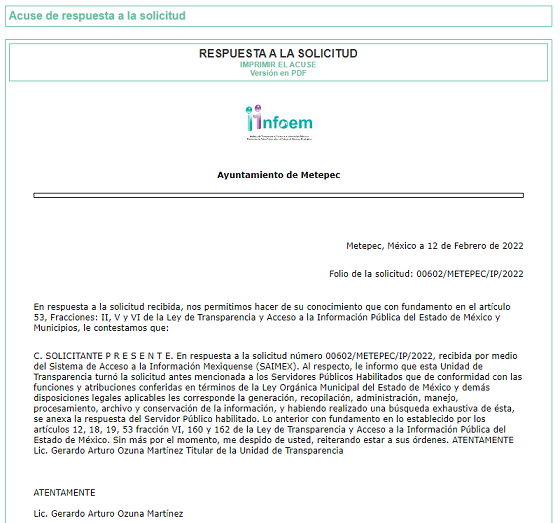 Acuse de respuesta a la solicitud
RESPUESTA A LA SOLICITUD
IMPRIMIR EL ACUSE
Versión en PDF
infoem
Ayuntamiento de Metepec
Metepec, México a 12 de Febrero de 2022
Folio de la solicitud: 00602/METEPEC/IP/2022
En respuesta a la solicitud recibida, nos permitimos hacer de su conocimiento que con fundamento en el artículo
53, Fracciones: II, V y VI de la Ley de Transparencia y Acceso a la Información Pública del Estado de México y
Municipios, le contestamos que:
C. SOLICITANTE P R E S E N T E. En respuesta a la solicitud número 00602/METEPEC/IP/2022, recibida por medio
del Sistema de Acceso a la Información Mexiquense (SAIMEX). Al respecto, le informo que esta Unidad de
Transparencia turnó la solicitud antes mencionada a los Servidores Públicos Habilitados que de conformidad con las
funciones y atribuciones conferidas en términos de la Ley Orgánica Municipal del Estado de México y demás
disposiciones legales aplicables les corresponde la generación, recopilación, administración, manejo,
procesamiento, archivo y conservación de la información, y habiendo realizado una búsqueda exhaustiva de ésta,
se anexa la respuesta del Servidor Público habilitado. Lo anterior con fundamento en lo establecido por los
artículos 12, 18, 19, 53 fracción VI, 160 y 162 de la Ley de Transparencia y Acceso a la Información Pública del
Estado de México. Sin más por el momento, me despido de usted, reiterando estar a sus órdenes. ATENTAMENTE
Lic. Gerardo Arturo Ozuna Martínez Titular de la Unidad de Transparencia
ATENTAMENTE
Lic. Gerardo Arturo Ozuna Martínez